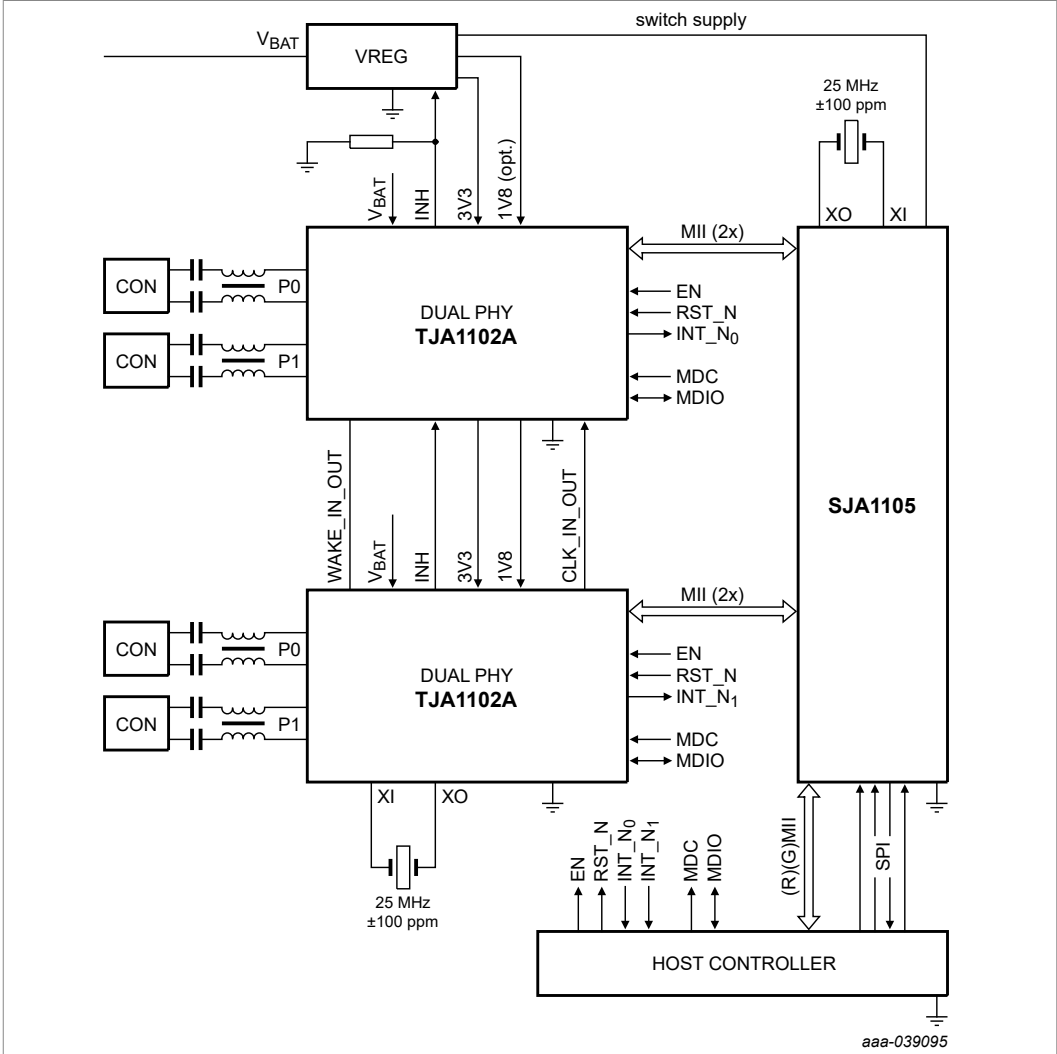 switch supply
VBAT
VREG
25 MHz
±100 ppm
VBAT
INH
3V3
1V8 (opt.)
XO
XI
MII (2x)
CON
P0
CON
P1
DUAL PHY
TJA1102A
EN
RST_N
INT_N0
MDC
MDIO
SJA1105
WAKE_IN_OUT
VBAT
INH
3V3
1V8
CLK_IN_OUT
MII (2x)
CON
P0
CON
P1
DUAL PHY
TJA1102A
EN
RST_N
INT_N1
MDC
MDIO
XI
XO
25 MHz
±100 ppm
EN
RST_N
INT_N0
INT_N1
MDC
MDIO
(R)(G)MII
SPI
HOST CONTROLLER
aaa-039095